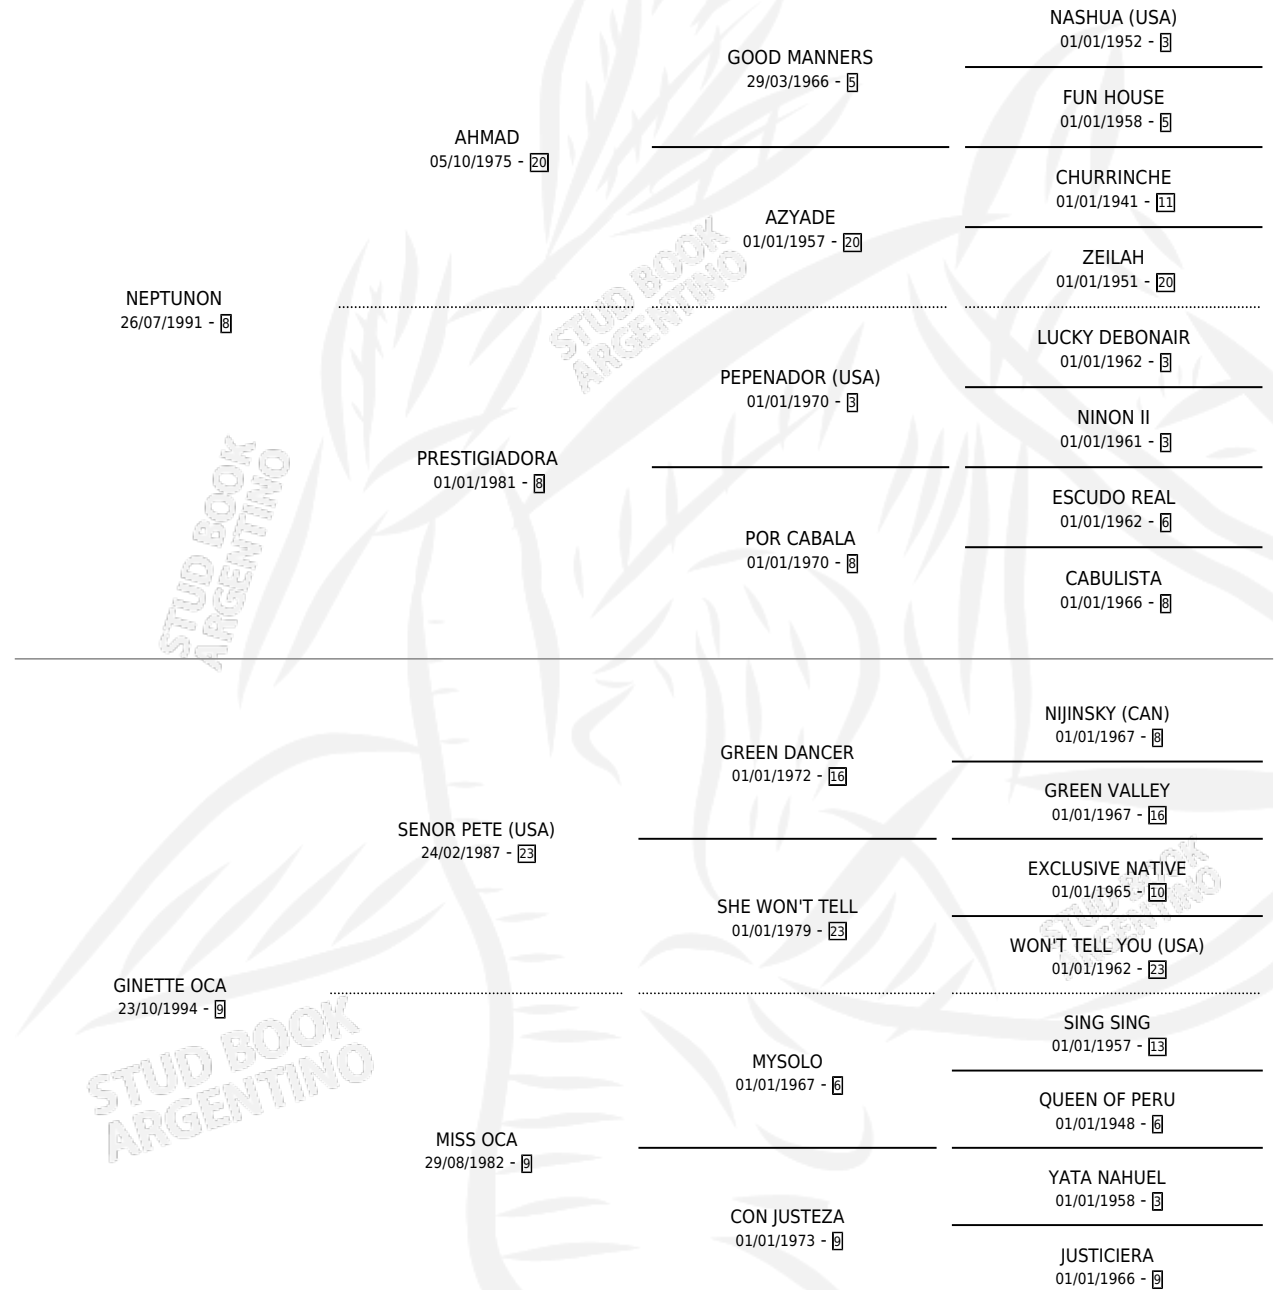 NASHUA (USA)
01/01/1952 - 3
GOOD MANNERS
29/03/1966 - 5
FUN HOUSE
01/01/1958 - 5
AHMAD
05/10/1975 - 20
CHURRINCHE
01/01/1941 - 11
AZYADE
01/01/1957 - 20
ZEILAH
01/01/1951 - 20
NEPTUNON
26/07/1991 - 8
LUCKY DEBONAIR
01/01/1962 - 3
PEPENADOR (USA)
01/01/1970 - 3
NINON II
01/01/1961 - 3
PRESTIGIADORA
01/01/1981 - 8
ESCUDO REAL
01/01/1962 - 6
POR CABALA
01/01/1970 - 8
CABULISTA
01/01/1966 - 8
NIJINSKY (CAN)
01/01/1967 - 8
GREEN DANCER
01/01/1972 - 16
GREEN VALLEY
01/01/1967 - 16
SENOR PETE (USA)
24/02/1987 - 23
EXCLUSIVE NATIVE
01/01/1965 - 10
SHE WON'T TELL
01/01/1979 - 23
WON'T TELL YOU (USA)
01/01/1962 - 23
GINETTE OCA
23/10/1994 - 9
SING SING
01/01/1957 - 13
MYSOLO
01/01/1967 - 6
QUEEN OF PERU
01/01/1948 - 6
MISS OCA
29/08/1982 - 9
YATA NAHUEL
01/01/1958 - 3
CON JUSTEZA
01/01/1973 - 9
JUSTICIERA
01/01/1966 - 9
STUD BOOK
ARGENTINO
STUD BOOK
ARGENTINO
STUD BOOK
ARGENTINO
STUD BOOK
ARGENTINO